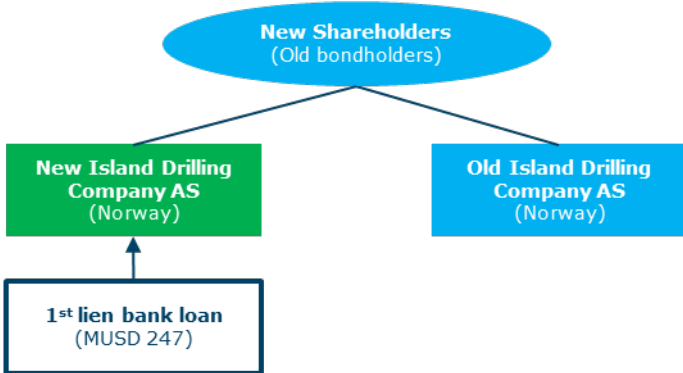 New Shareholders
(Old bondholders)
New Island Drilling
Company AS
(Norway)
Old Island Drilling
Company AS
(Norway)
1st lien bank loan
(MUSD 247)